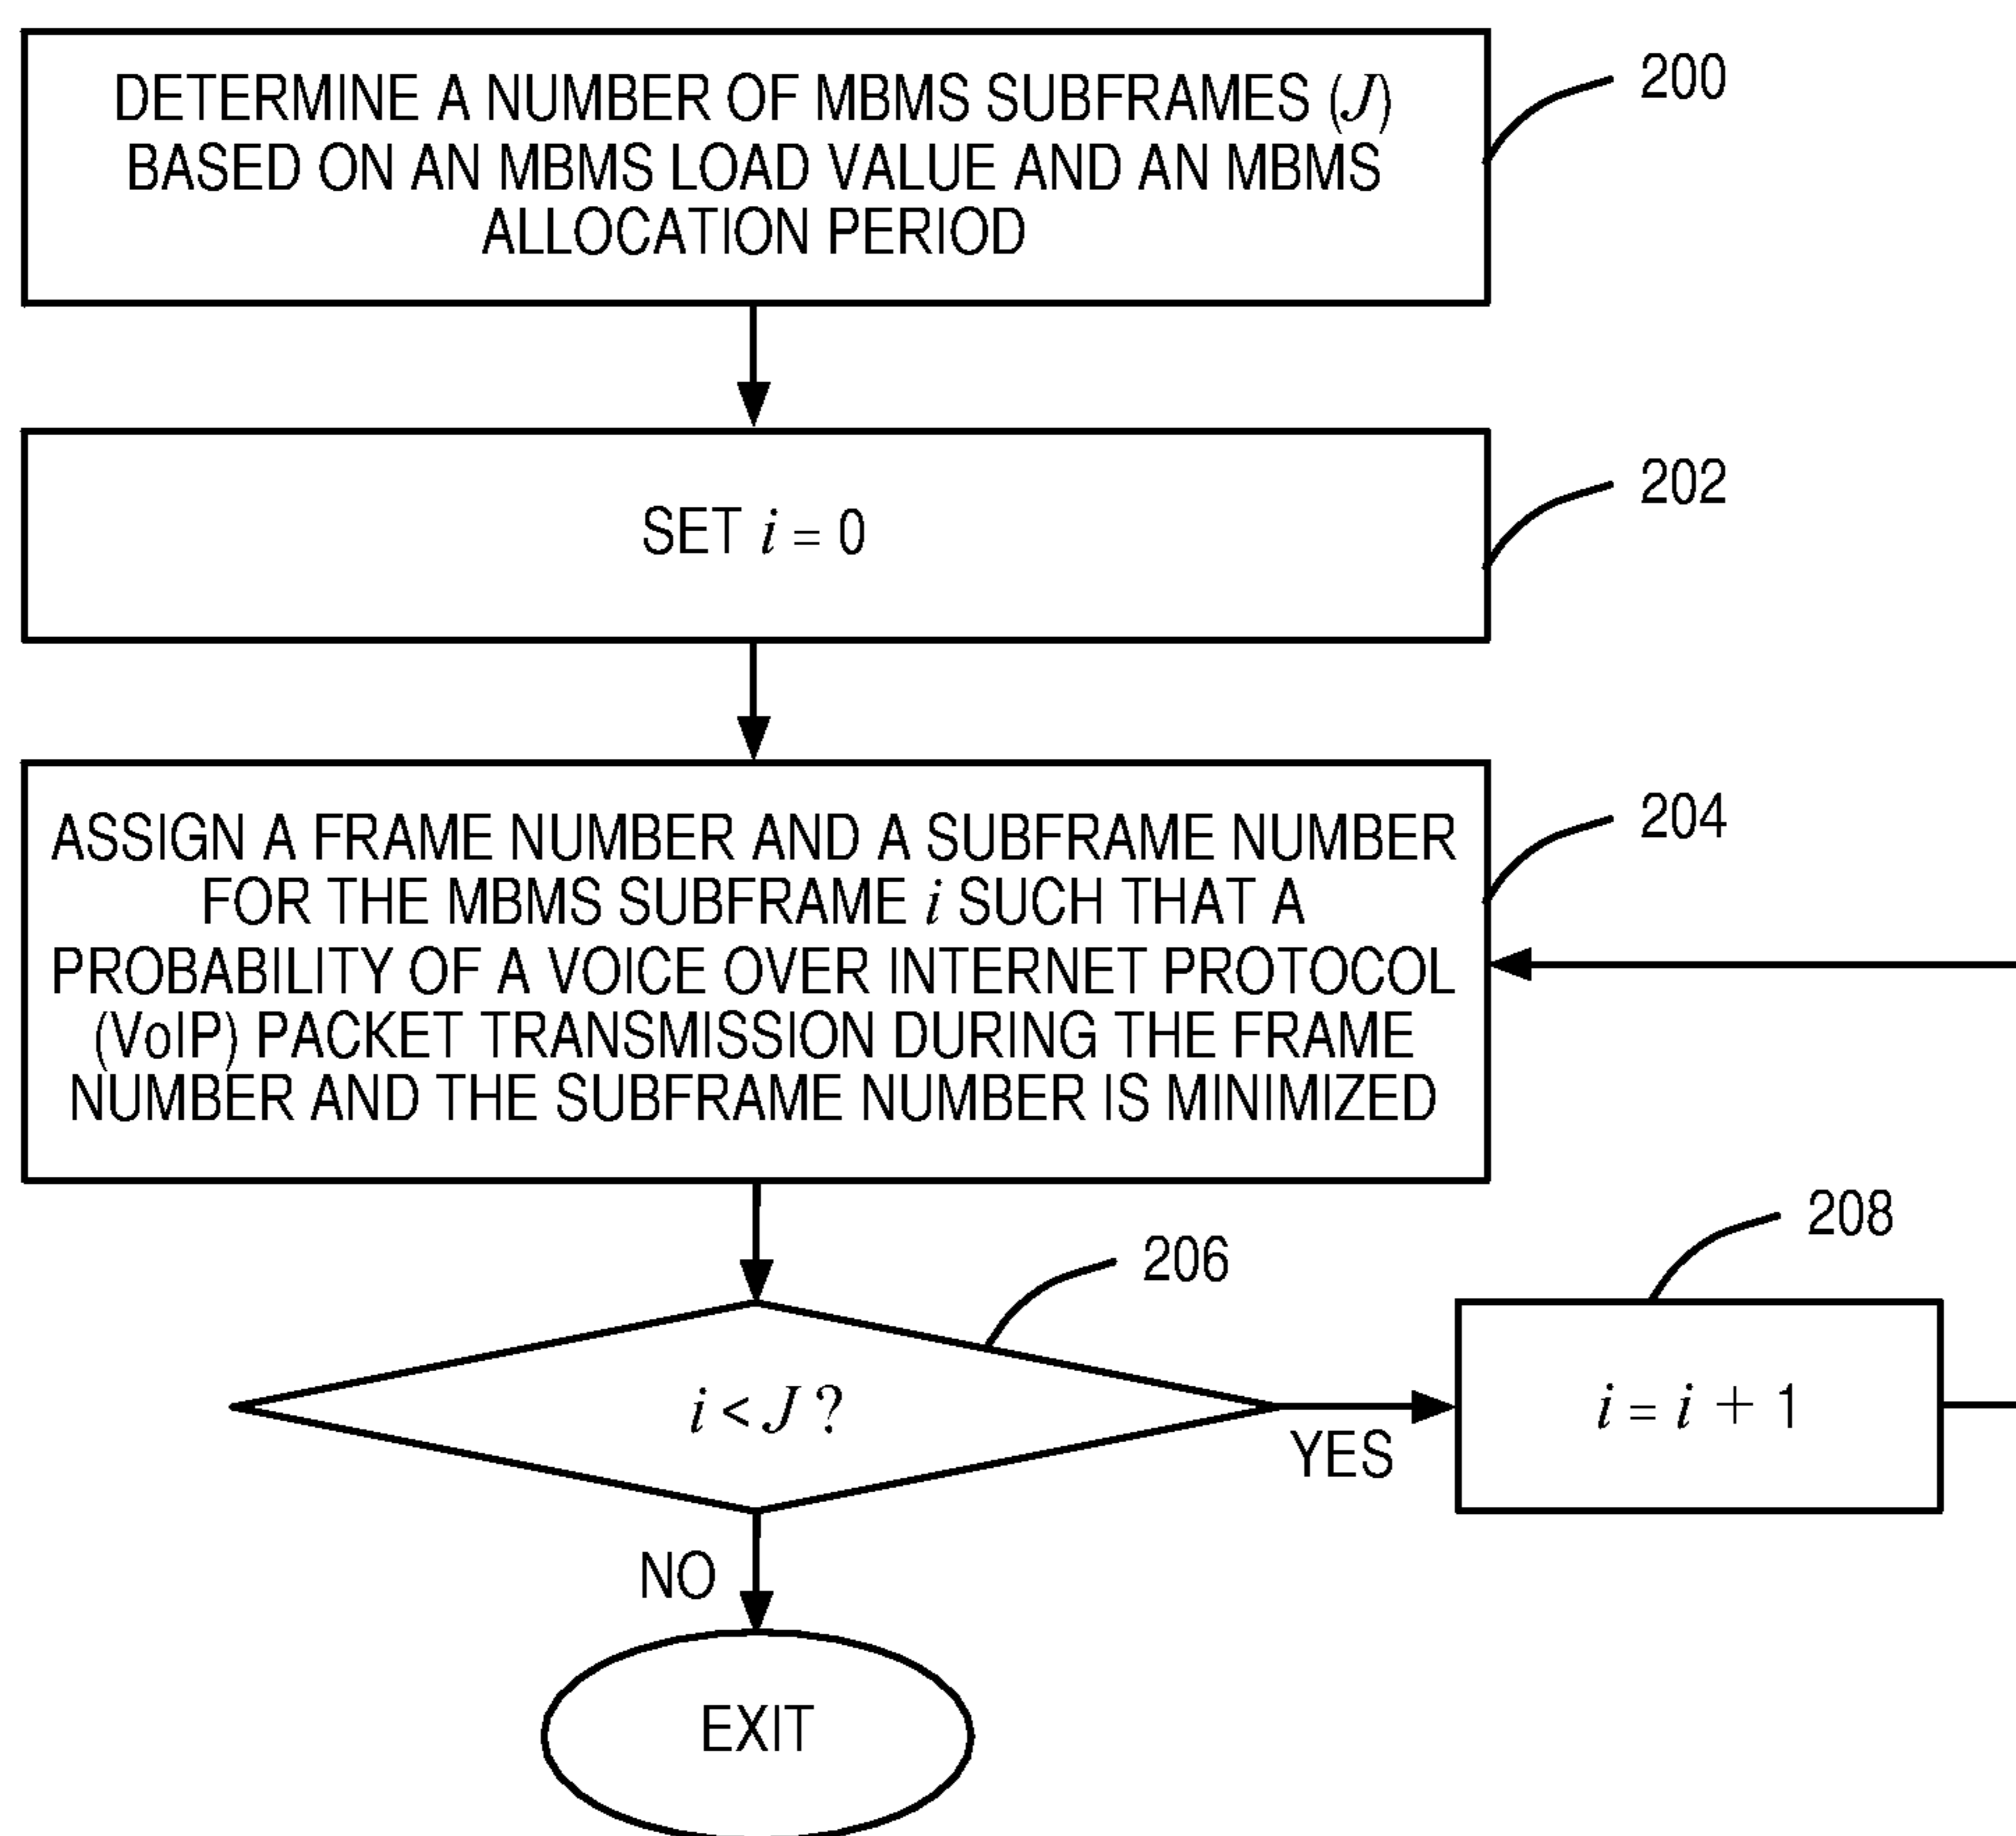 DETERMINE A NUMBER OF MBMS SUBFRAMES (J)
BASED ON AN MBMS LOAD VALUE AND AN MBMS
ALLOCATION PERIOD
200
SET i = 0
202
ASSIGN A FRAME NUMBER AND A SUBFRAME NUMBER
FOR THE MBMS SUBFRAME i SUCH THAT A
PROBABILITY OF A VOICE OVER INTERNET PROTOCOL
(VoIP) PACKET TRANSMISSION DURING THE FRAME
NUMBER AND THE SUBFRAME NUMBER IS MINIMIZED
204
i < J ?
206
YES
i = i + 1
208
NO
EXIT